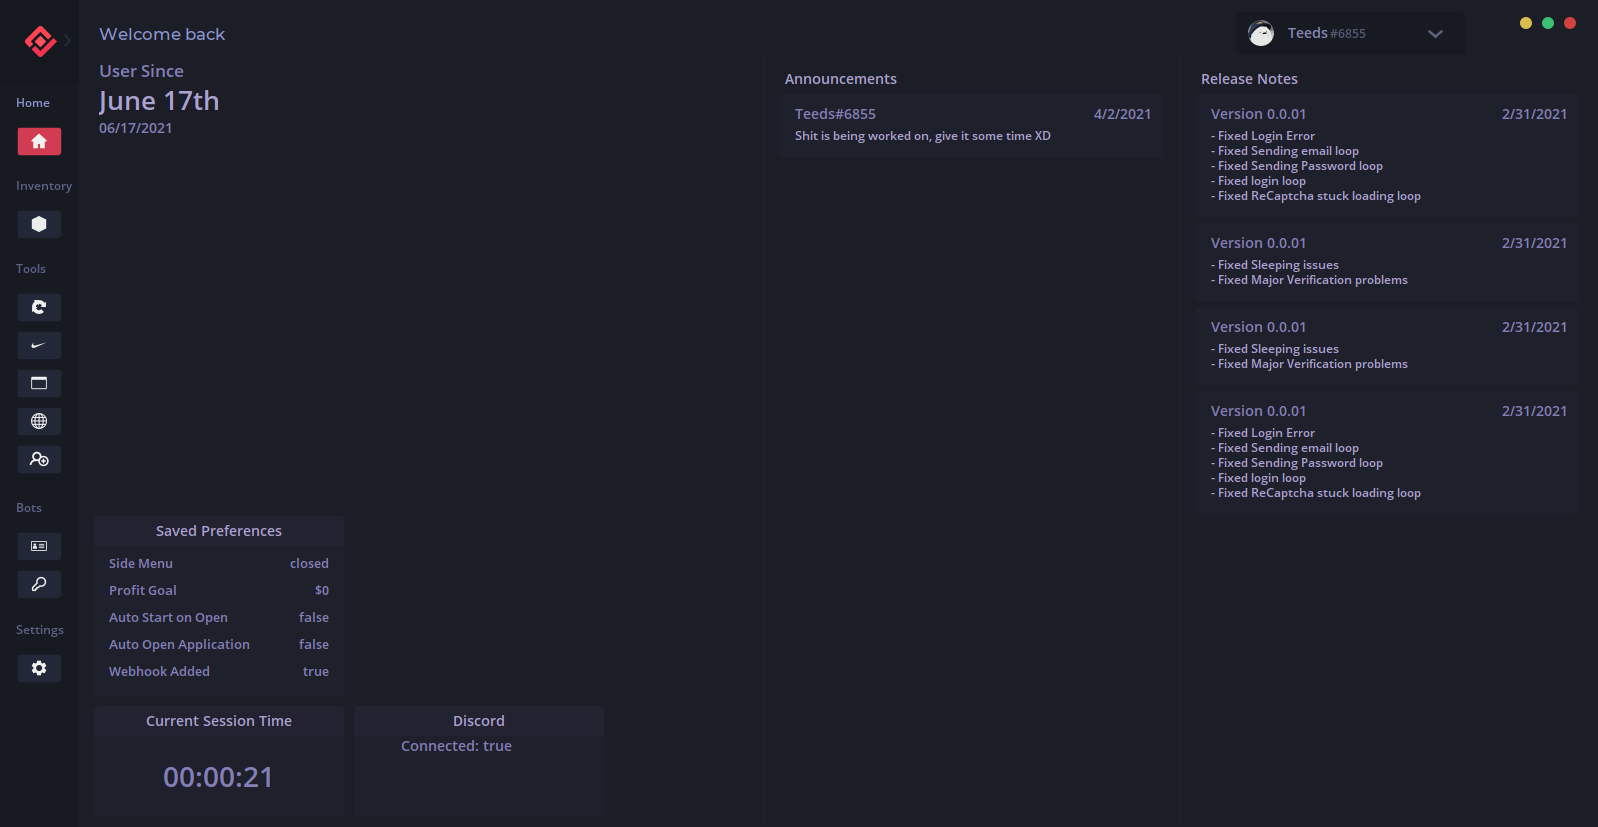 Welcome back
Teeds #6855
User Since
June 17th
06/17/2021
Home
Inventory
Tools
Bots
Settings
Saved Preferences
Side Menu closed
Profit Goal $0
Auto Start on Open false
Auto Open Application false
Webhook Added true
Current Session Time
00:00:21
Discord
Connected: true
Announcements
Teeds#6855 4/2/2021
Shit is being worked on, give it some time XD
Release Notes
Version 0.0.01 2/31/2021
- Fixed Login Error
- Fixed Sending email loop
- Fixed Sending Password loop
- Fixed login loop
- Fixed ReCaptcha stuck loading loop
Version 0.0.01 2/31/2021
- Fixed Sleeping issues
- Fixed Major Verification problems
Version 0.0.01 2/31/2021
- Fixed Sleeping issues
- Fixed Major Verification problems
Version 0.0.01 2/31/2021
- Fixed Login Error
- Fixed Sending email loop
- Fixed Sending Password loop
- Fixed login loop
- Fixed ReCaptcha stuck loading loop